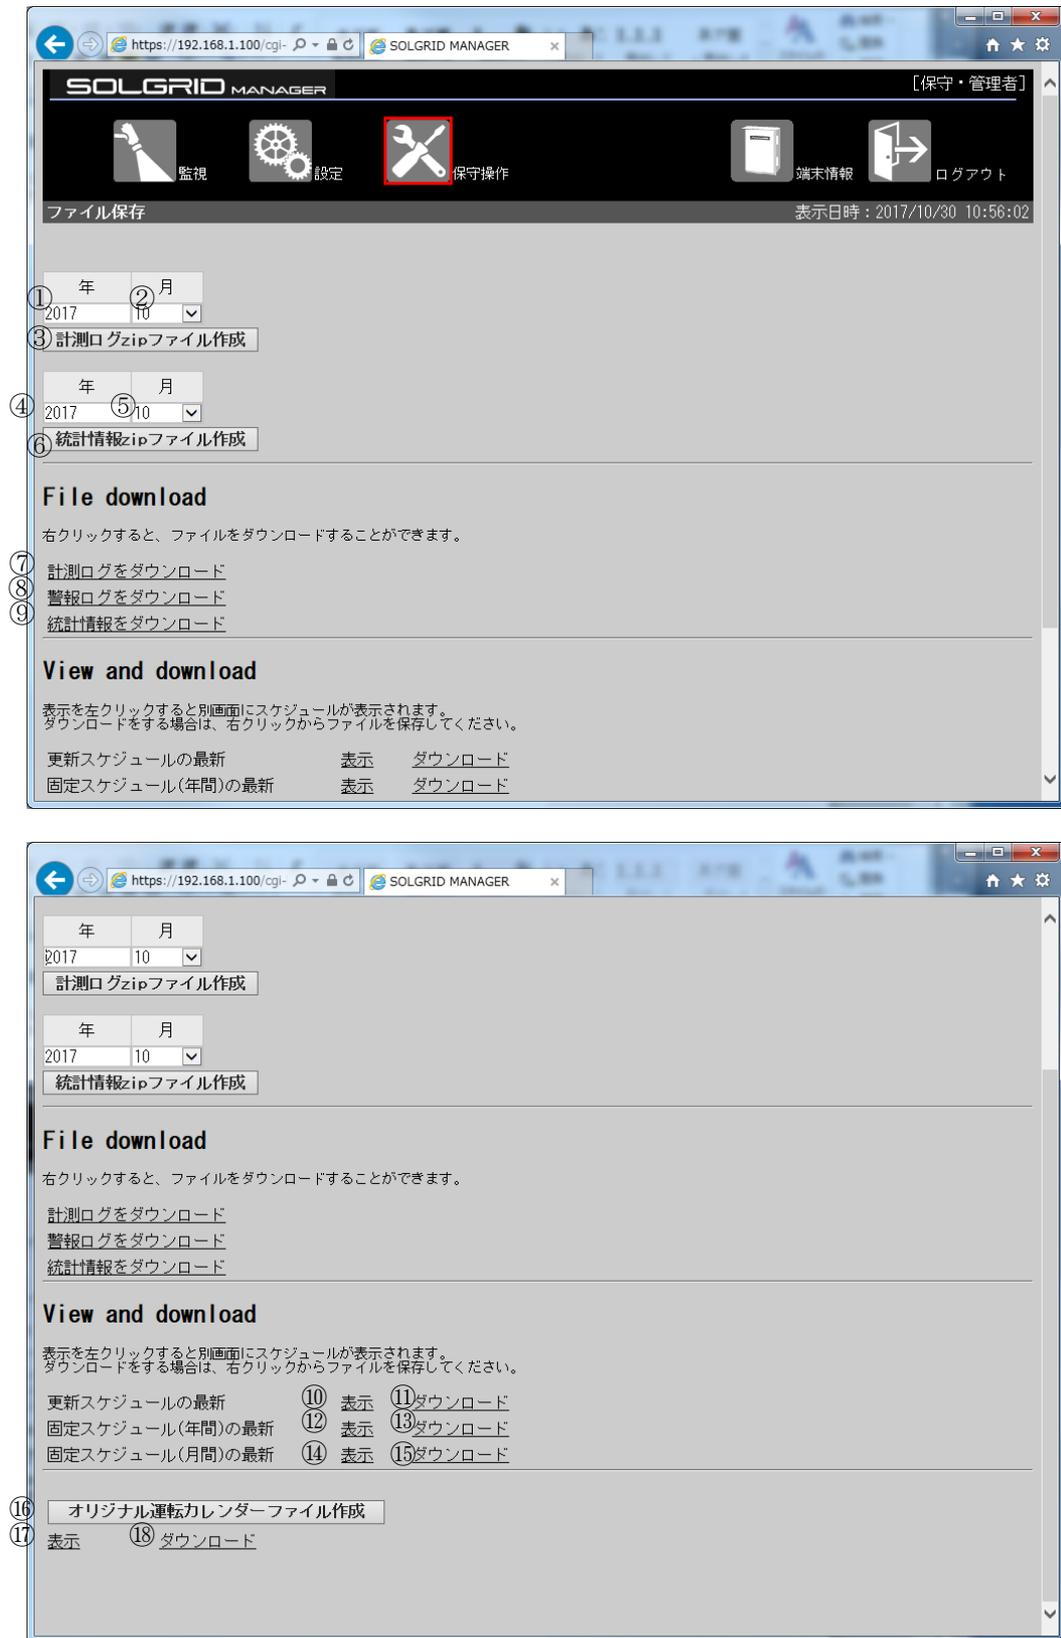 https://192.168.1.100/cgi-
SOLGRID MANAGER
SOLGRID MANAGER
[保守・管理者]
監視
設定
保守操作
端末情報
ログアウト
ファイル保存
表示日時：2017/10/30 10:56:02
年 月
① 2017 ② 10
③ 計測ログzipファイル作成
年 月
④ 2017 ⑤ 10
⑥ 統計情報zipファイル作成
File download
右クリックすると、ファイルをダウンロードすることができます。
⑦ 計測ログをダウンロード
⑧ 警報ログをダウンロード
⑨ 統計情報をダウンロード
View and download
表示を左クリックすると別画面にスケジュールが表示されます。
ダウンロードをする場合は、右クリックからファイルを保存してください。
更新スケジュールの最新 表示 ダウンロード
固定スケジュール(年間)の最新 表示 ダウンロード
https://192.168.1.100/cgi-
SOLGRID MANAGER
年 月
2017 10
計測ログzipファイル作成
年 月
2017 10
統計情報zipファイル作成
File download
右クリックすると、ファイルをダウンロードすることができます。
計測ログをダウンロード
警報ログをダウンロード
統計情報をダウンロード
View and download
表示を左クリックすると別画面にスケジュールが表示されます。
ダウンロードをする場合は、右クリックからファイルを保存してください。
更新スケジュールの最新 ⑩ 表示 ⑪ ダウンロード
固定スケジュール(年間)の最新 ⑫ 表示 ⑬ ダウンロード
固定スケジュール(月間)の最新 ⑭ 表示 ⑮ ダウンロード
⑯ オリジナル運転カレンダーファイル作成
⑰ 表示 ⑱ ダウンロード